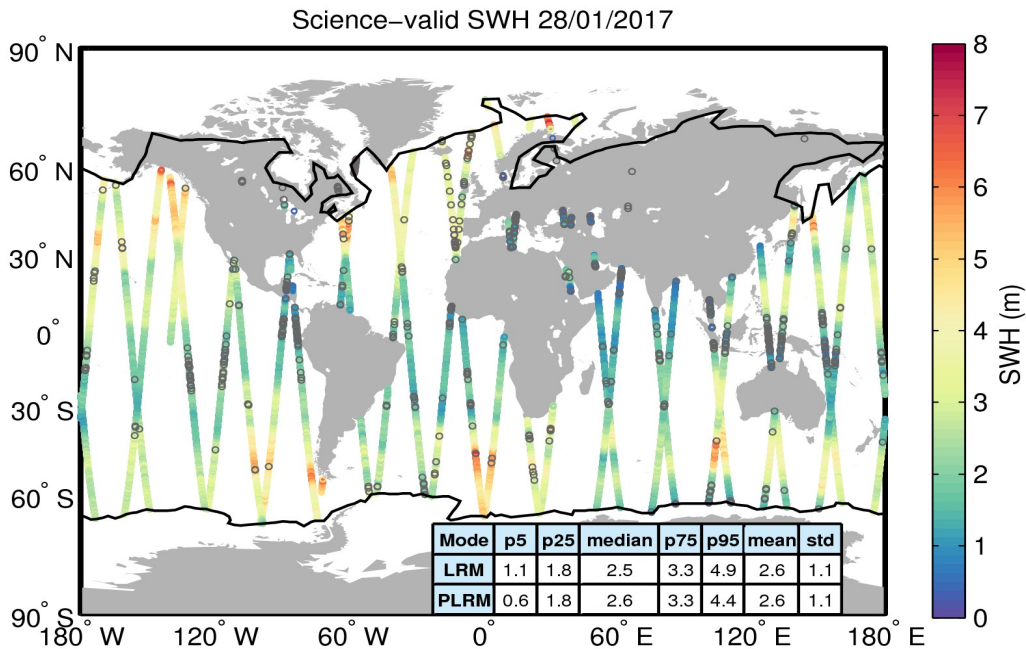 Science−valid SWH 28/01/2017
90° N
60° N
30° N
0°
30° S
60° S
90° S
180° W
120° W
60° W
0°
60° E
120° E
180° E
8
7
6
5
4
3
2
1
0
SWH (m)
Mode p5 p25 median p75 p95 mean std
LRM 1.1 1.8 2.5 3.3 4.9 2.6 1.1
PLRM 0.6 1.8 2.6 3.3 4.4 2.6 1.1